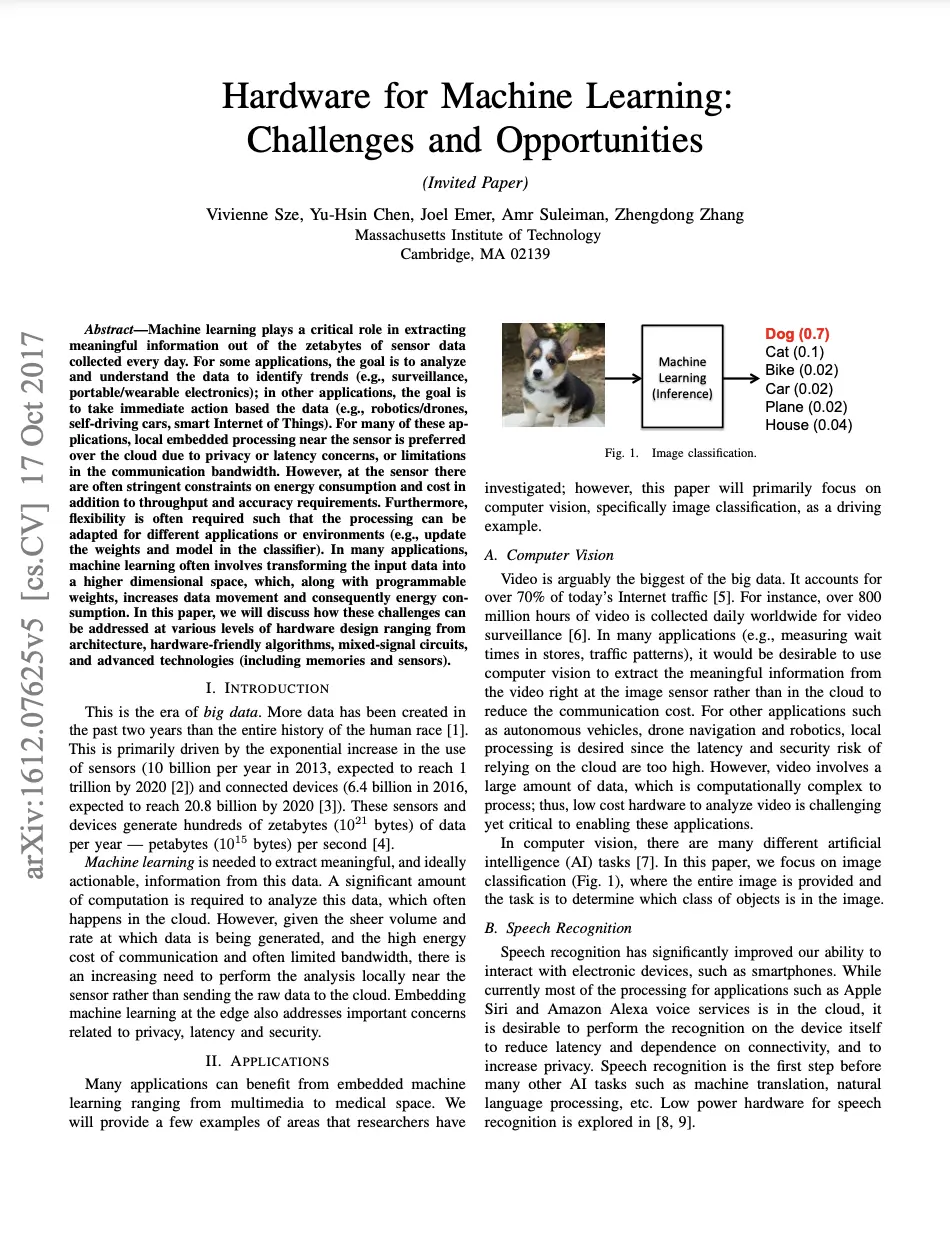 Hardware for Machine Learning:
Challenges and Opportunities
(Invited Paper)
Vivienne Sze, Yu-Hsin Chen, Joel Emer, Amr Suleiman, Zhengdong Zhang
Massachusetts Institute of Technology
Cambridge, MA 02139
arXiv:1612.07625v5 [cs.CV] 17 Oct 2017
Abstract—Machine learning plays a critical role in extracting
meaningful information out of the zetabytes of sensor data
collected every day. For some applications, the goal is to analyze
and understand the data to identify trends (e.g., surveillance,
portable/wearable electronics); in other applications, the goal is
to take immediate action based the data (e.g., robotics/drones,
self-driving cars, smart Internet of Things). For many of these ap-
plications, local embedded processing near the sensor is preferred
over the cloud due to privacy or latency concerns, or limitations
in the communication bandwidth. However, at the sensor there
are often stringent constraints on energy consumption and cost in
addition to throughput and accuracy requirements. Furthermore,
flexibility is often required such that the processing can be
adapted for different applications or environments (e.g., update
the weights and model in the classifier). In many applications,
machine learning often involves transforming the input data into
a higher dimensional space, which, along with programmable
weights, increases data movement and consequently energy con-
sumption. In this paper, we will discuss how these challenges can
be addressed at various levels of hardware design ranging from
architecture, hardware-friendly algorithms, mixed-signal circuits,
and advanced technologies (including memories and sensors).
I. INTRODUCTION
This is the era of big data. More data has been created in
the past two years than the entire history of the human race [1].
This is primarily driven by the exponential increase in the use
of sensors (10 billion per year in 2013, expected to reach 1
trillion by 2020 [2]) and connected devices (6.4 billion in 2016,
expected to reach 20.8 billion by 2020 [3]). These sensors and
devices generate hundreds of zetabytes (10²¹ bytes) of data
per year — petabytes (10¹⁵ bytes) per second [4].
Machine learning is needed to extract meaningful, and ideally
actionable, information from this data. A significant amount
of computation is required to analyze this data, which often
happens in the cloud. However, given the sheer volume and
rate at which data is being generated, and the high energy
cost of communication and often limited bandwidth, there is
an increasing need to perform the analysis locally near the
sensor rather than sending the raw data to the cloud. Embedding
machine learning at the edge also addresses important concerns
related to privacy, latency and security.
II. APPLICATIONS
Many applications can benefit from embedded machine
learning ranging from multimedia to medical space. We
will provide a few examples of areas that researchers have
Machine
Learning
(Inference)
Dog (0.7)
Cat (0.1)
Bike (0.02)
Car (0.02)
Plane (0.02)
House (0.04)
Fig. 1. Image classification.
investigated; however, this paper will primarily focus on
computer vision, specifically image classification, as a driving
example.
A. Computer Vision
Video is arguably the biggest of the big data. It accounts for
over 70% of today's Internet traffic [5]. For instance, over 800
million hours of video is collected daily worldwide for video
surveillance [6]. In many applications (e.g., measuring wait
times in stores, traffic patterns), it would be desirable to use
computer vision to extract the meaningful information from
the video right at the image sensor rather than in the cloud to
reduce the communication cost. For other applications such
as autonomous vehicles, drone navigation and robotics, local
processing is desired since the latency and security risk of
relying on the cloud are too high. However, video involves a
large amount of data, which is computationally complex to
process; thus, low cost hardware to analyze video is challenging
yet critical to enabling these applications.
In computer vision, there are many different artificial
intelligence (AI) tasks [7]. In this paper, we focus on image
classification (Fig. 1), where the entire image is provided and
the task is to determine which class of objects is in the image.
B. Speech Recognition
Speech recognition has significantly improved our ability to
interact with electronic devices, such as smartphones. While
currently most of the processing for applications such as Apple
Siri and Amazon Alexa voice services is in the cloud, it
is desirable to perform the recognition on the device itself
to reduce latency and dependence on connectivity, and to
increase privacy. Speech recognition is the first step before
many other AI tasks such as machine translation, natural
language processing, etc. Low power hardware for speech
recognition is explored in [8, 9].